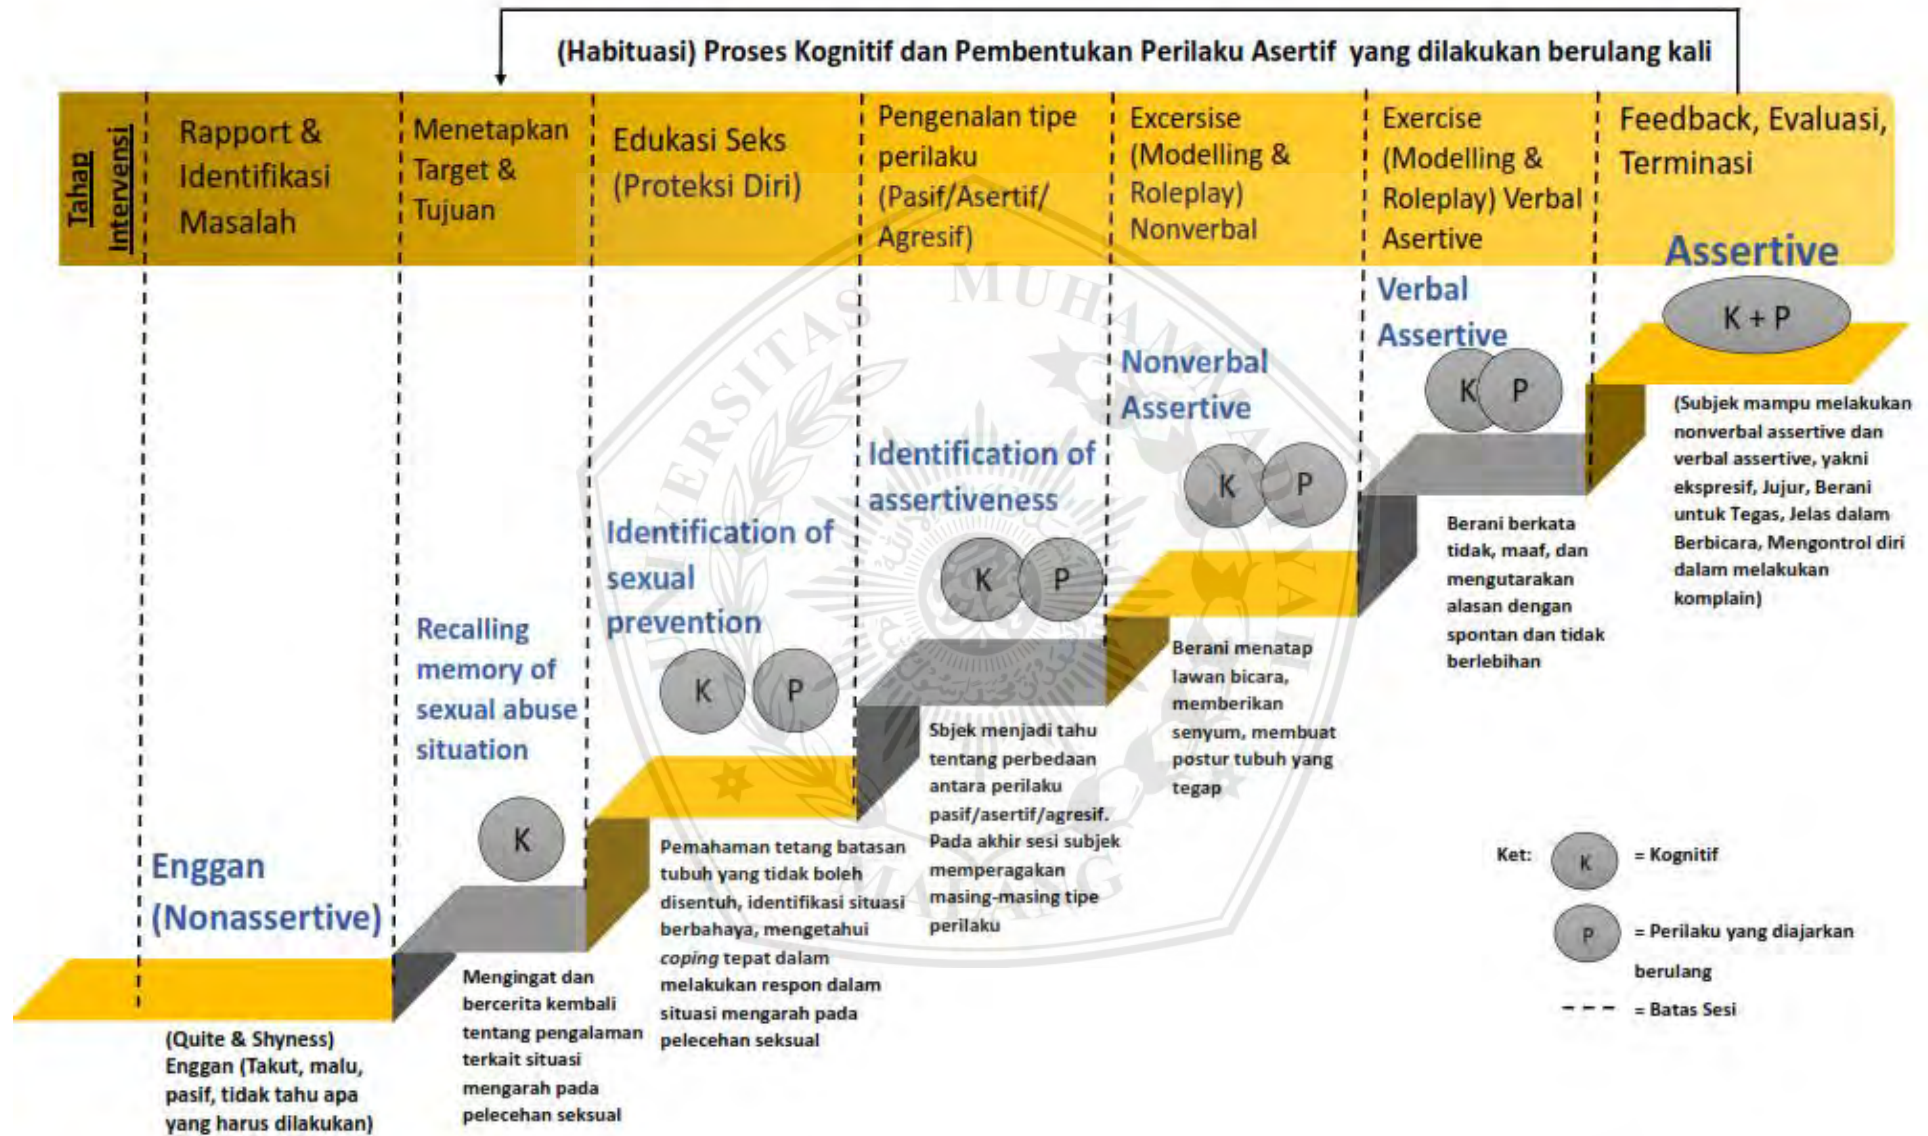 (Habituasi) Proses Kognitif dan Pembentukan Perilaku Asertif yang dilakukan berulang kali
Tahap
Intervensi
Rapport &
Identifikasi
Masalah
Menetapkan
Target &
Tujuan
Edukasi Seks
(Proteksi Diri)
Pengenalan tipe
perilaku
(Pasif/Asertif/
Agresif)
Excersise
(Modelling &
Roleplay)
Nonverbal
Exercise
(Modelling &
Roleplay) Verbal
Asertive
Feedback, Evaluasi,
Terminasi
Enggan
(Nonassertive)
(Quite & Shyness)
Enggan (Takut, malu,
pasif, tidak tahu apa
yang harus dilakukan)
Recalling
memory of
sexual abuse
situation
K
Mengingat dan
bercerita kembali
tentang pengalaman
terkait situasi
mengarah pada
pelecehan seksual
Identification of
sexual
prevention
K P
Pemahaman tetang batasan
tubuh yang tidak boleh
disentuh, identifikasi situasi
berbahaya, mengetahui
coping tepat dalam
melakukan respon dalam
situasi mengarah pada
pelecehan seksual
Identification of
assertiveness
K P
Sbjek menjadi tahu
tentang perbedaan
antara perilaku
pasif/asertif/agresif.
Pada akhir sesi subjek
memperagakan
masing-masing tipe
perilaku
Nonverbal
Assertive
K P
Berani menatap
lawan bicara,
memberikan
senyum, membuat
postur tubuh yang
tegap
Verbal
Assertive
K P
Berani berkata
tidak, maaf, dan
mengutarakan
alasan dengan
spontan dan tidak
berlebihan
Assertive
K + P
(Subjek mampu melakukan
nonverbal assertive dan
verbal assertive, yakni
ekspresif, Jujur, Berani
untuk Tegas, Jelas dalam
Berbicara, Mengontrol diri
dalam melakukan
komplain)
Ket: K = Kognitif
P = Perilaku yang diajarkan
berulang
= Batas Sesi
UNIVERSITAS MUHAMMADIYAH
MALANG